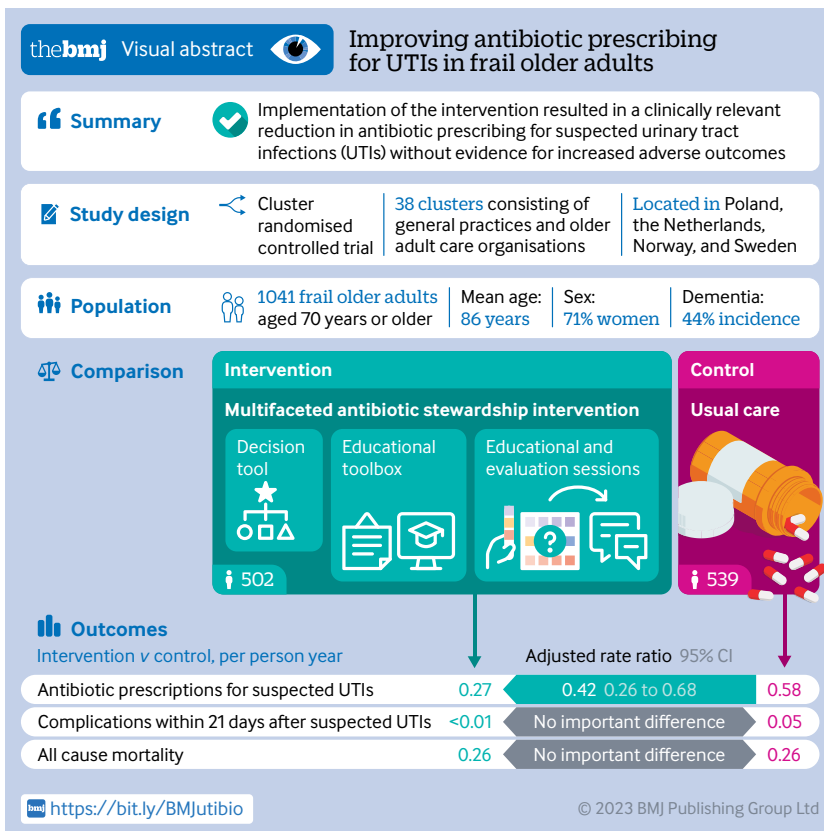 thebmj Visual abstract
Improving antibiotic prescribing
for UTIs in frail older adults
Summary
Implementation of the intervention resulted in a clinically relevant
reduction in antibiotic prescribing for suspected urinary tract
infections (UTIs) without evidence for increased adverse outcomes
Study design
Cluster
randomised
controlled trial
38 clusters consisting of
general practices and older
adult care organisations
Located in Poland,
the Netherlands,
Norway, and Sweden
Population
1041 frail older adults
aged 70 years or older
Mean age:
86 years
Sex:
71% women
Dementia:
44% incidence
Comparison
Intervention
Multifaceted antibiotic stewardship intervention
Decision
tool
Educational
toolbox
Educational and
evaluation sessions
?
502
Control
Usual care
539
Outcomes
Intervention v control, per person year
Adjusted rate ratio 95% CI
Antibiotic prescriptions for suspected UTIs 0.27 0.42 0.26 to 0.68 0.58
Complications within 21 days after suspected UTIs <0.01 No important difference 0.05
All cause mortality 0.26 No important difference 0.26
bmj https://bit.ly/BMJutibio
© 2023 BMJ Publishing Group Ltd